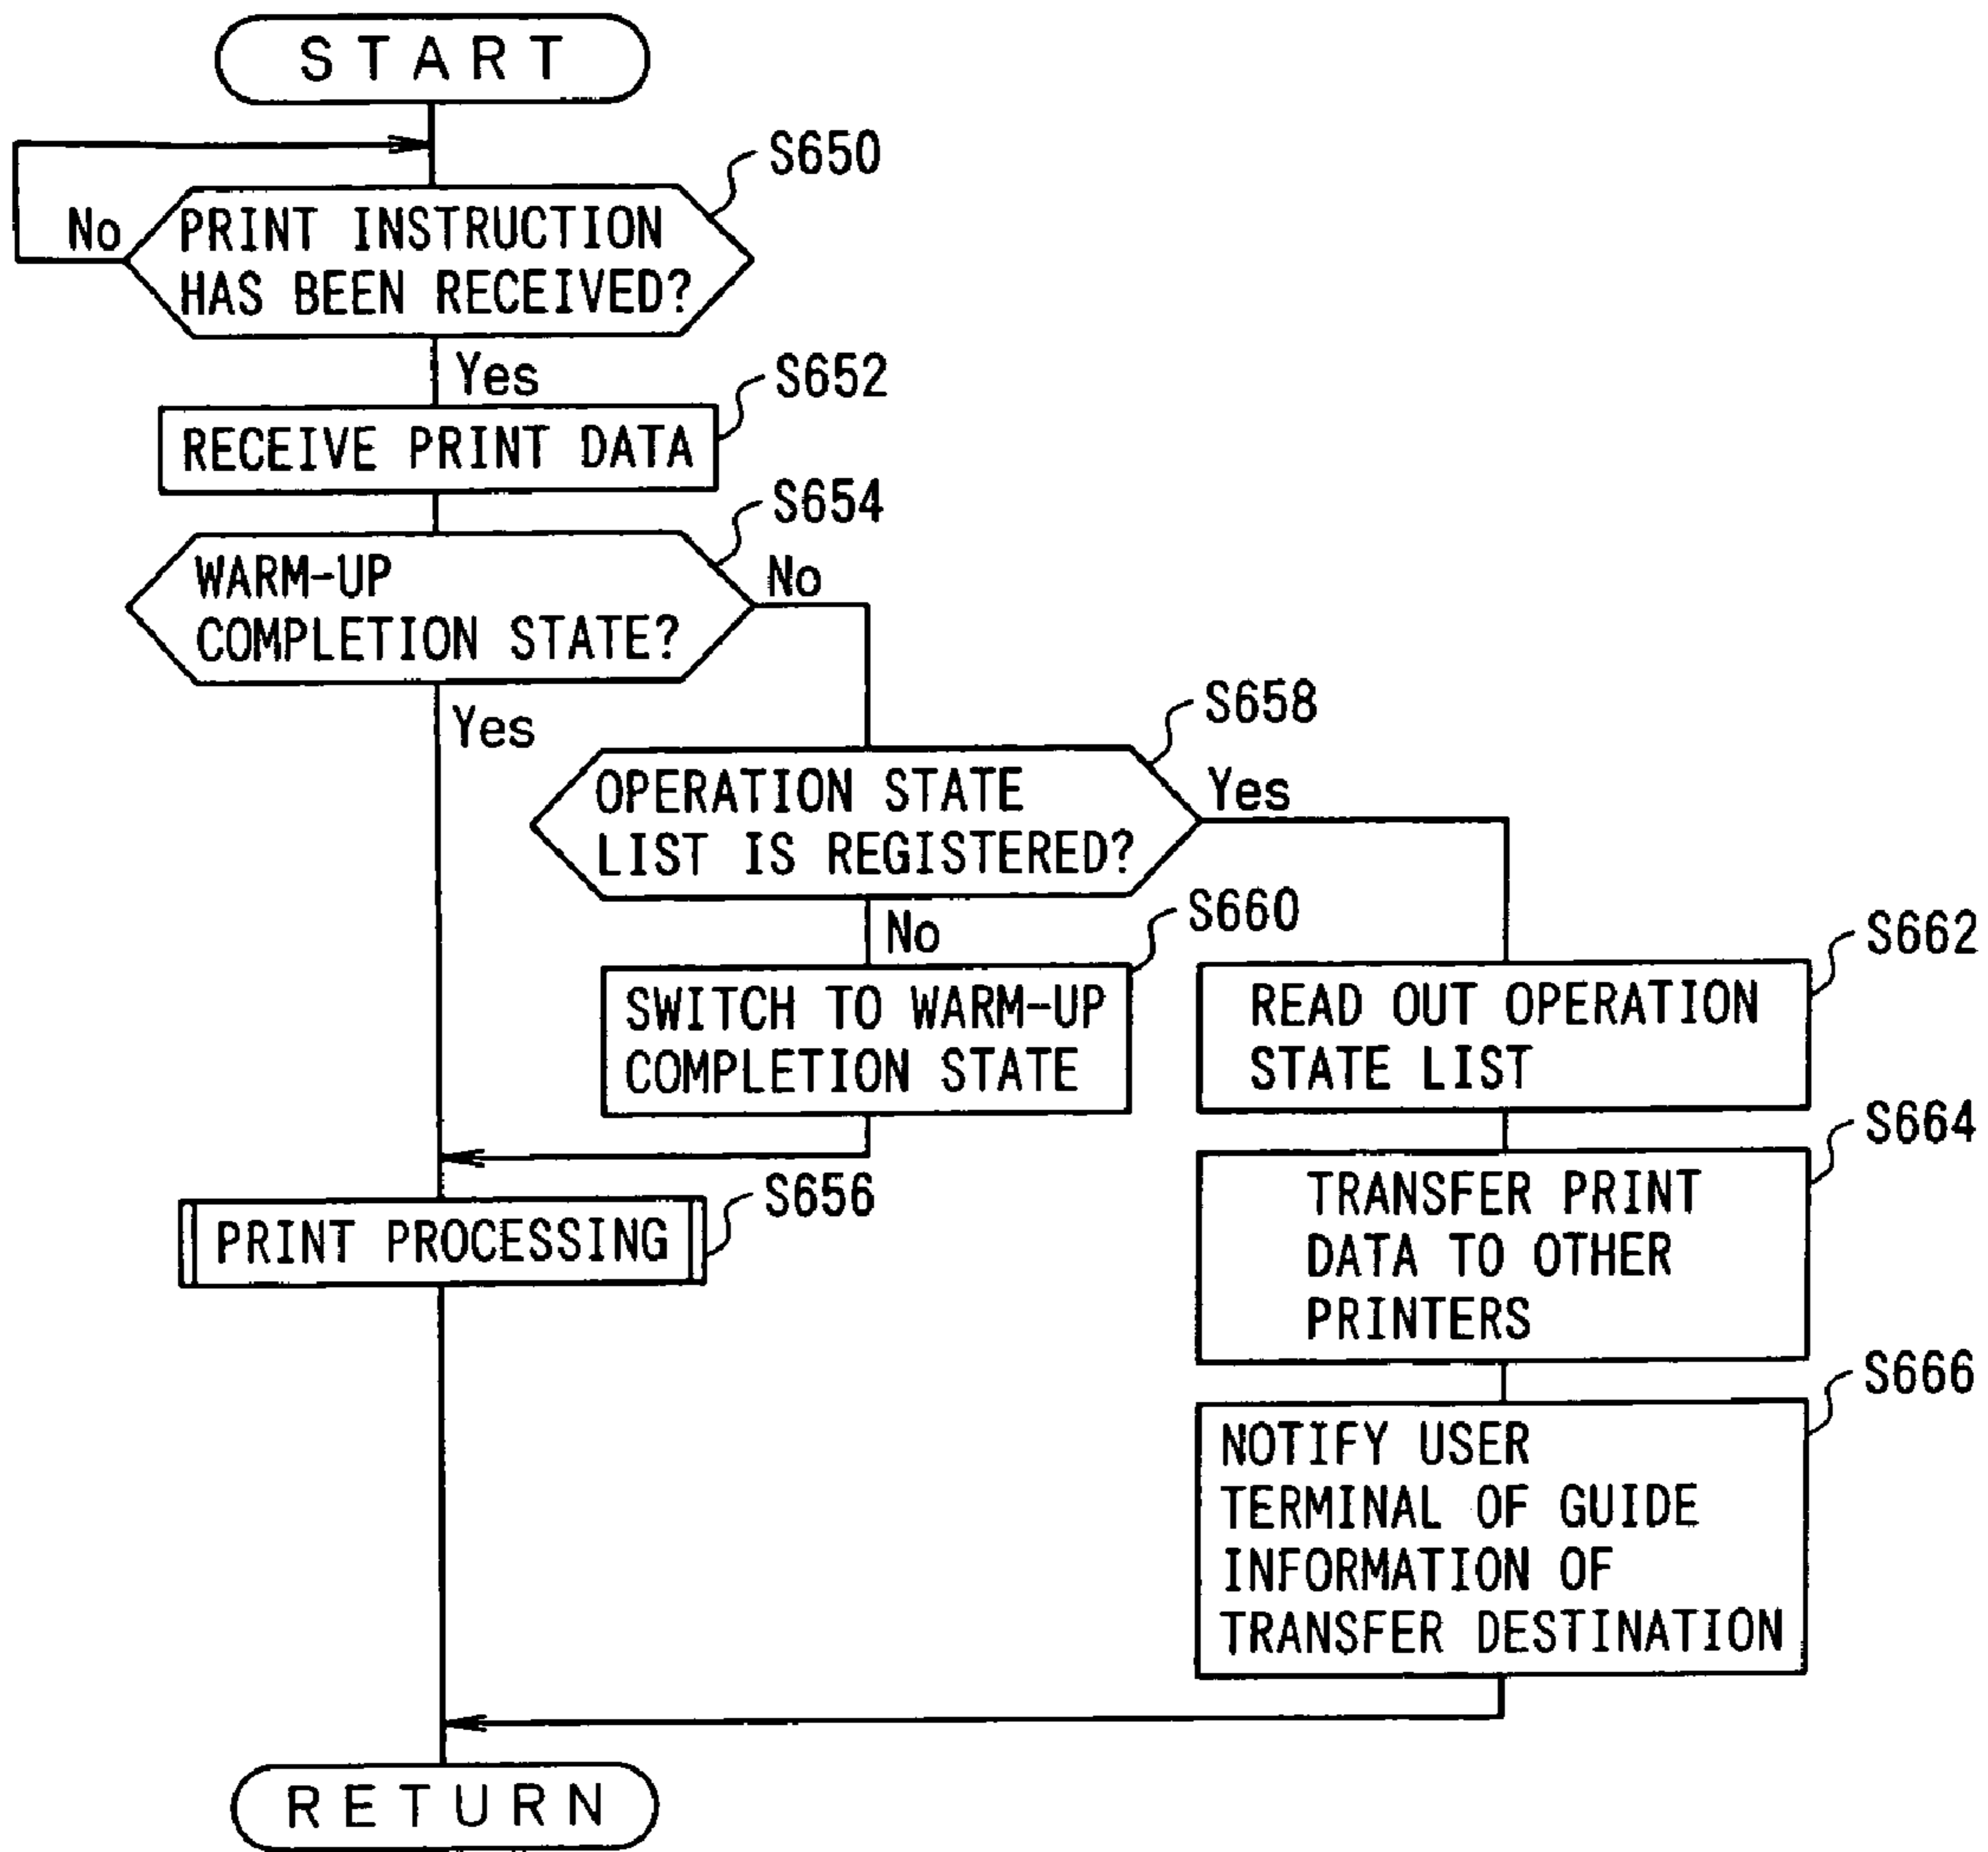 START
S650
No
PRINT INSTRUCTION
HAS BEEN RECEIVED?
Yes
S652
RECEIVE PRINT DATA
S654
WARM-UP
COMPLETION STATE?
No
Yes
S658
OPERATION STATE
LIST IS REGISTERED?
Yes
No
S660
SWITCH TO WARM-UP
COMPLETION STATE
S662
READ OUT OPERATION
STATE LIST
S664
TRANSFER PRINT
DATA TO OTHER
PRINTERS
S656
PRINT PROCESSING
S666
NOTIFY USER
TERMINAL OF GUIDE
INFORMATION OF
TRANSFER DESTINATION
RETURN